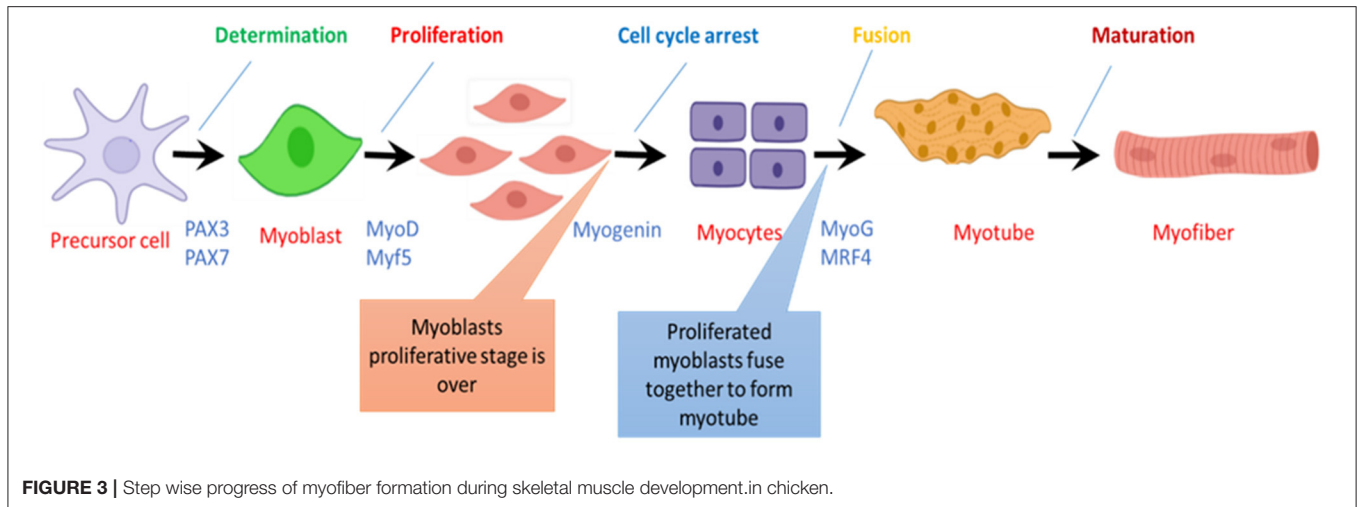 Determination
Proliferation
Cell cycle arrest
Fusion
Maturation
Precursor cell
PAX3
PAX7
Myoblast
MyoD
Myf5
Myogenin
Myocytes
MyoG
MRF4
Myotube
Myofiber
Myoblasts
proliferative stage is
over
Proliferated
myoblasts fuse
together to form
myotube
FIGURE 3 | Step wise progress of myofiber formation during skeletal muscle development.in chicken.